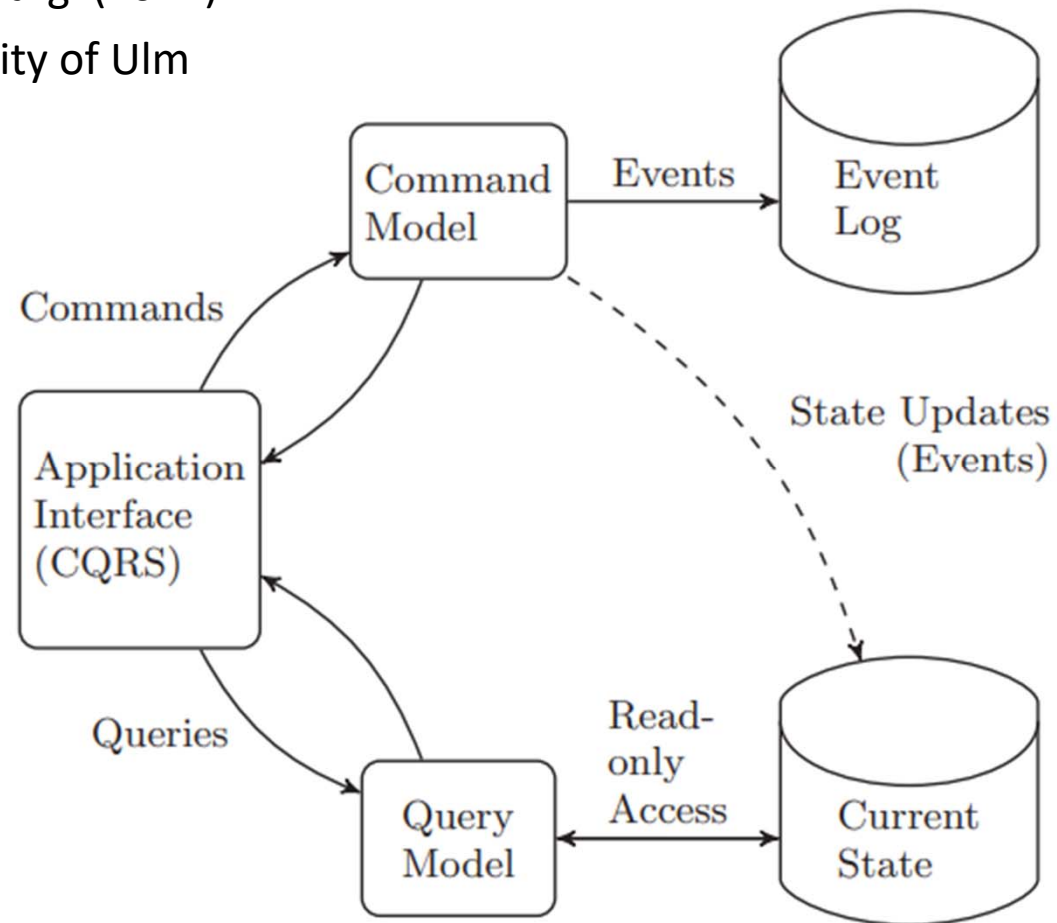 ity of Ulm
Command
Model
Events
Event
Log
Commands
State Updates
(Events)
Application
Interface
(CQRS)
Queries
Read-
only
Access
Query
Model
Current
State